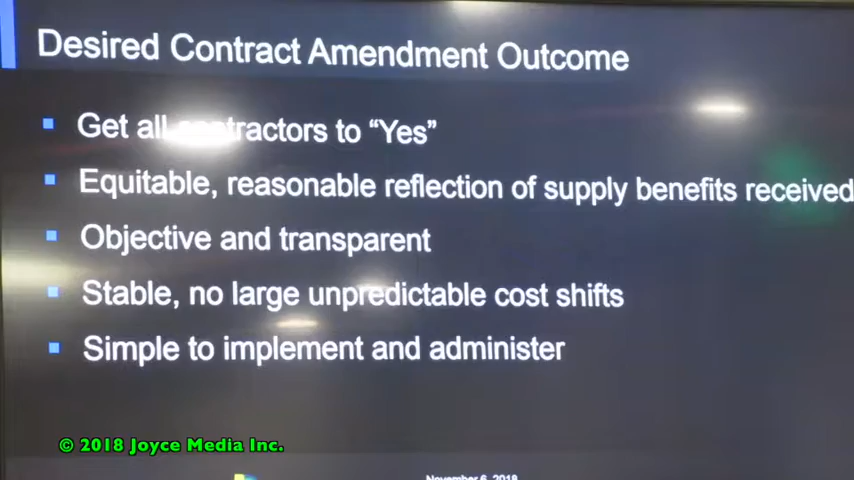 Desired Contract Amendment Outcome
Get all contractors to “Yes”
Equitable, reasonable reflection of supply benefits received
Objective and transparent
Stable, no large unpredictable cost shifts
Simple to implement and administer
© 2018 Joyce Media Inc.
November 6, 2018